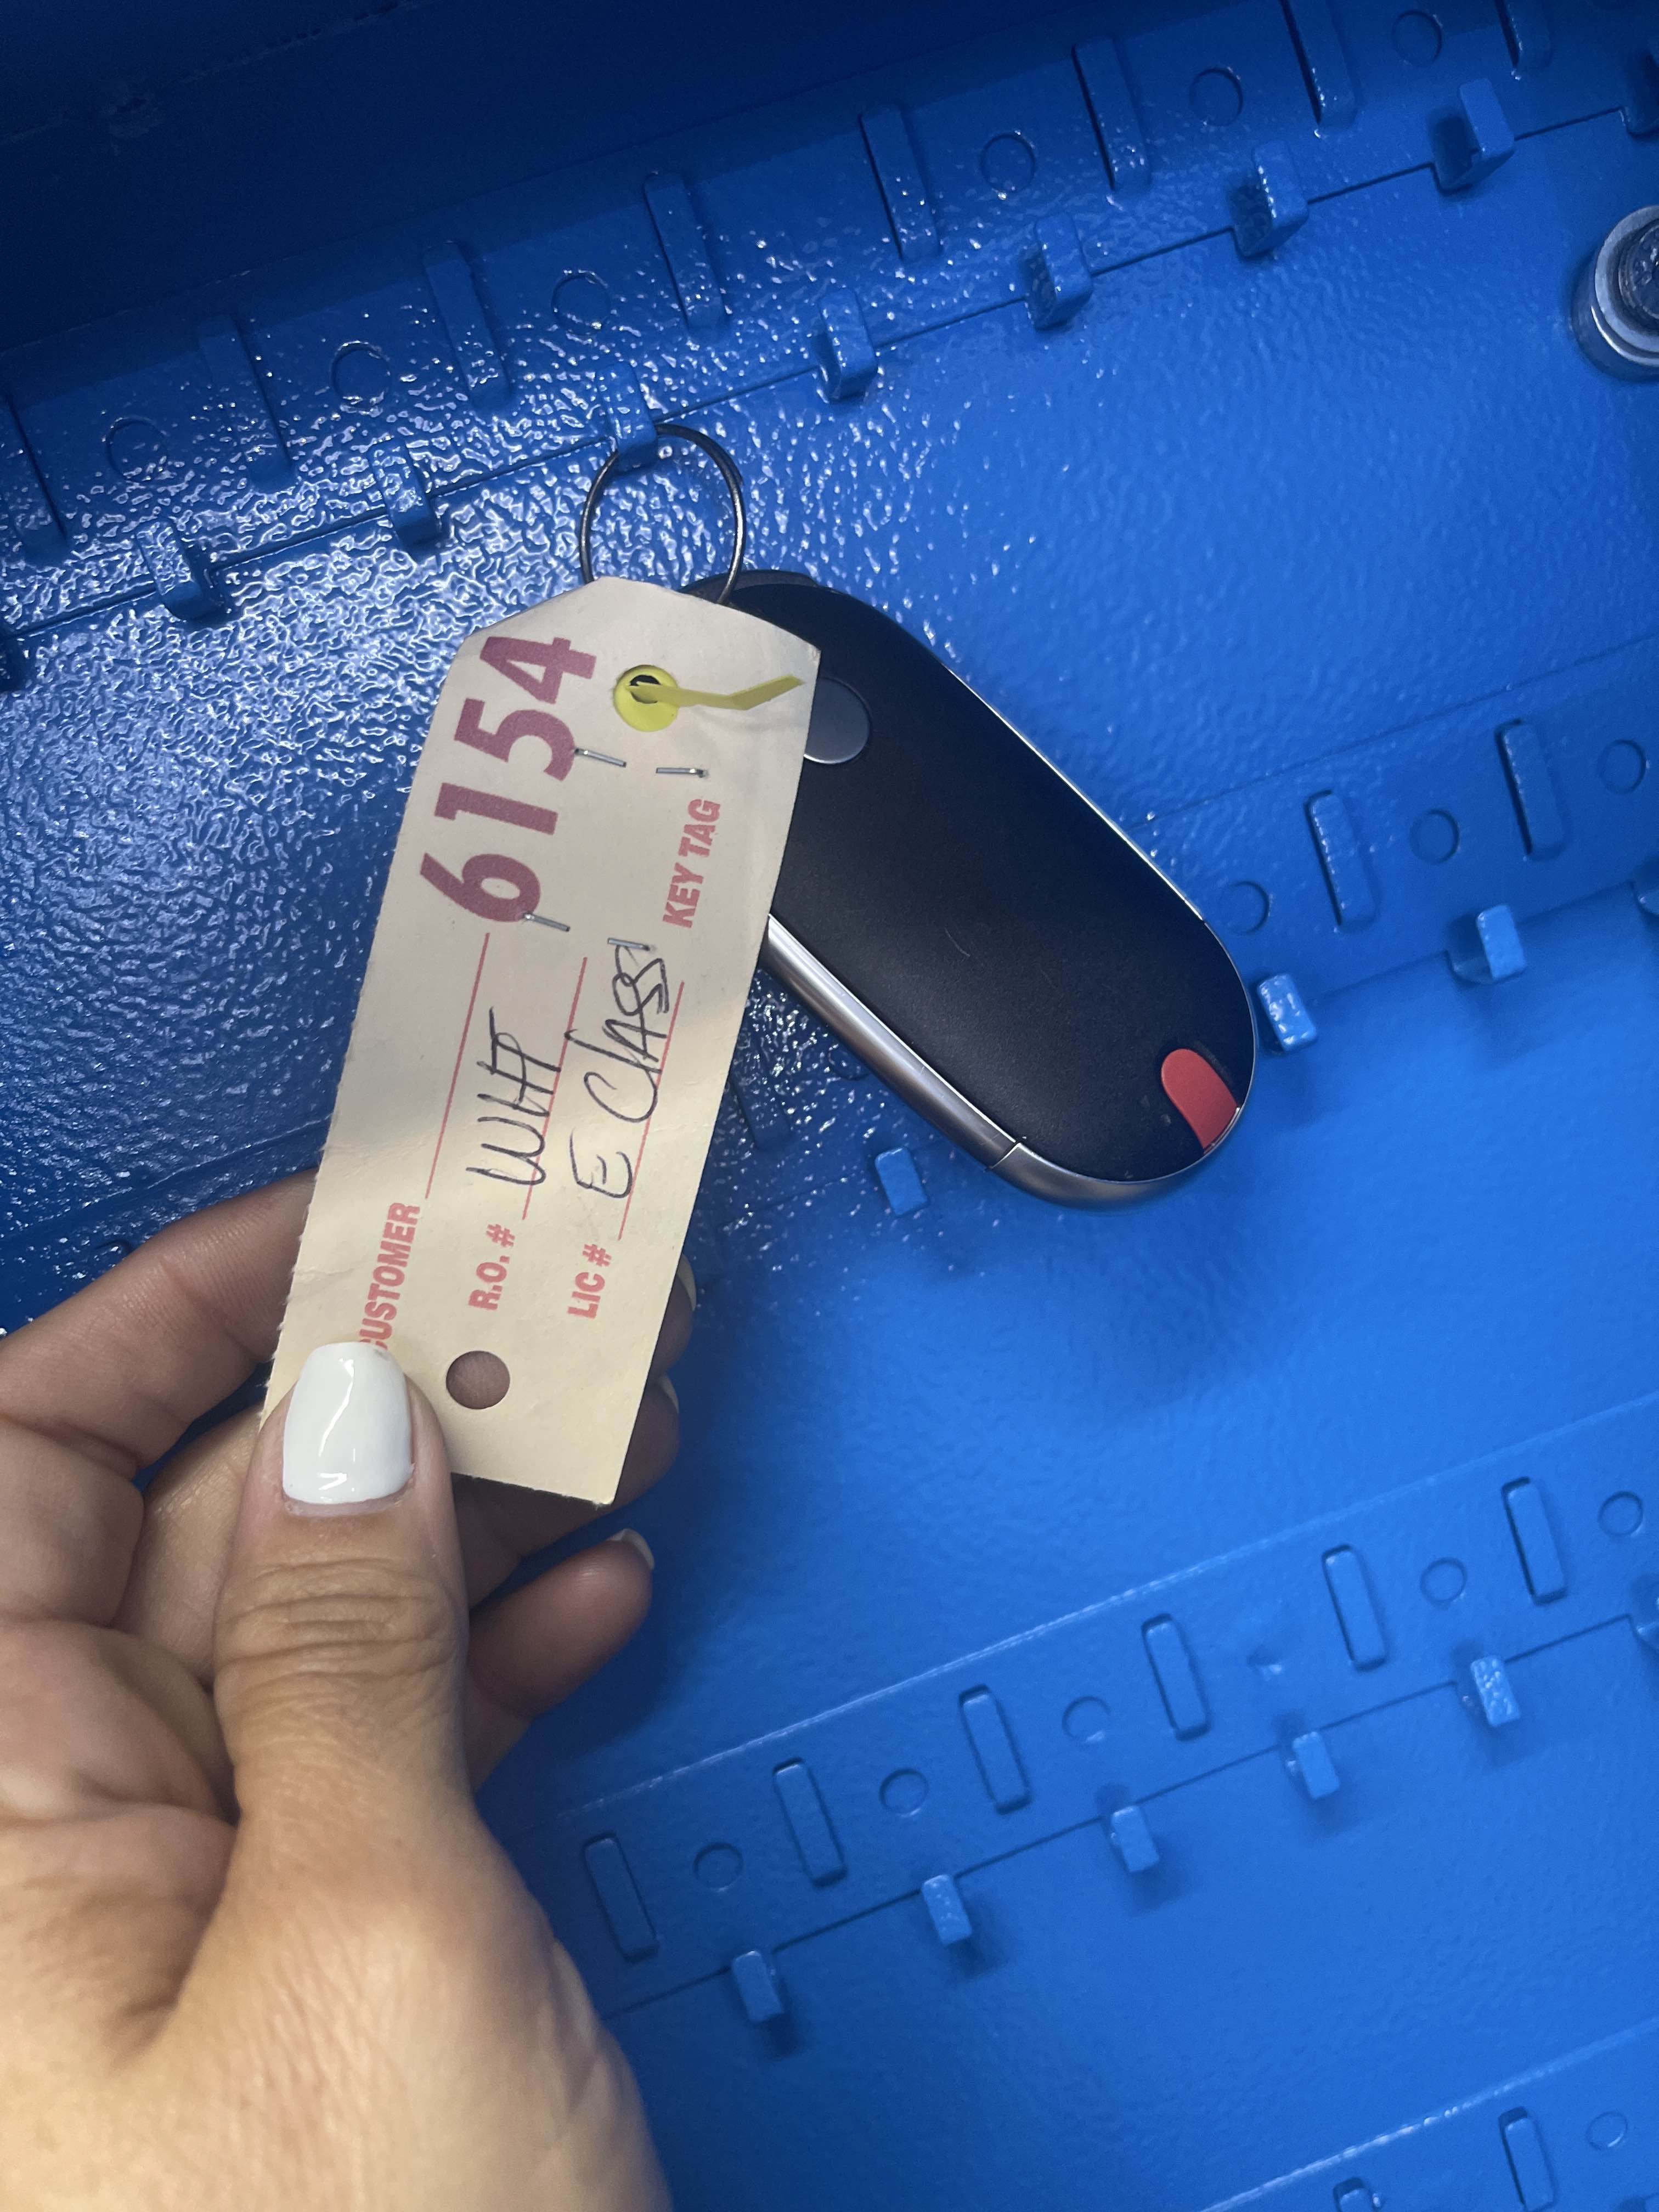 6154
CUSTOMER
R.O. # WHT
LIC # E Class
KEY TAG